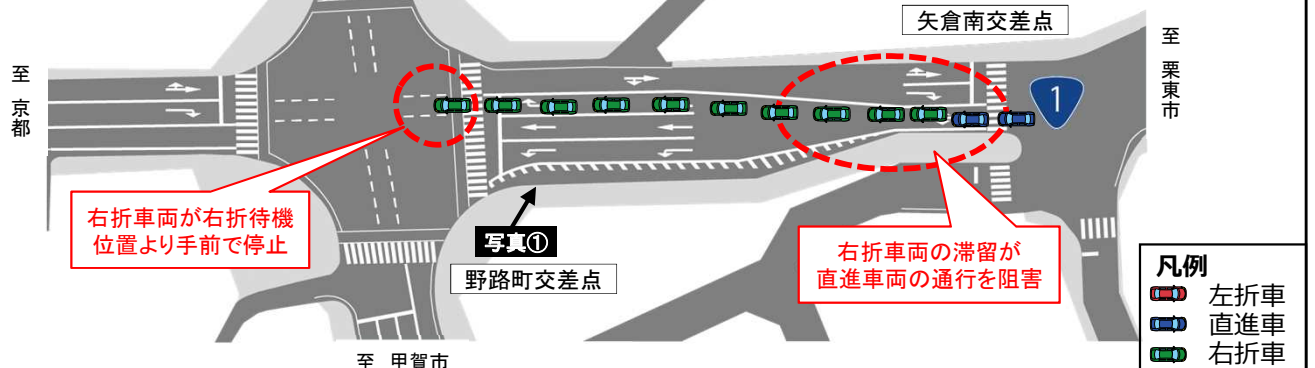 矢倉南交差点
至 京都
至 栗東市
1
右折車両が右折待機
位置より手前で停止
写真①
野路町交差点
右折車両の滞留が
直進車両の通行を阻害
至 甲賀市
凡例
左折車
直進車
右折車